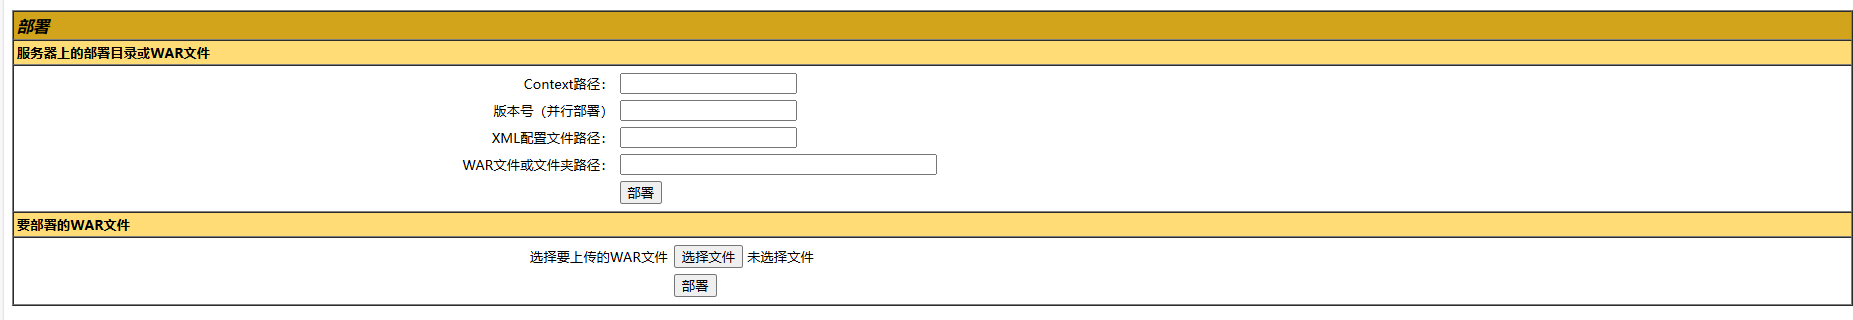 部署
服务器上的部署目录或WAR文件
Context路径：
版本号（并行部署）
XML配置文件路径：
WAR文件或文件夹路径：
部署
要部署的WAR文件
选择要上传的WAR文件 选择文件 未选择文件
部署